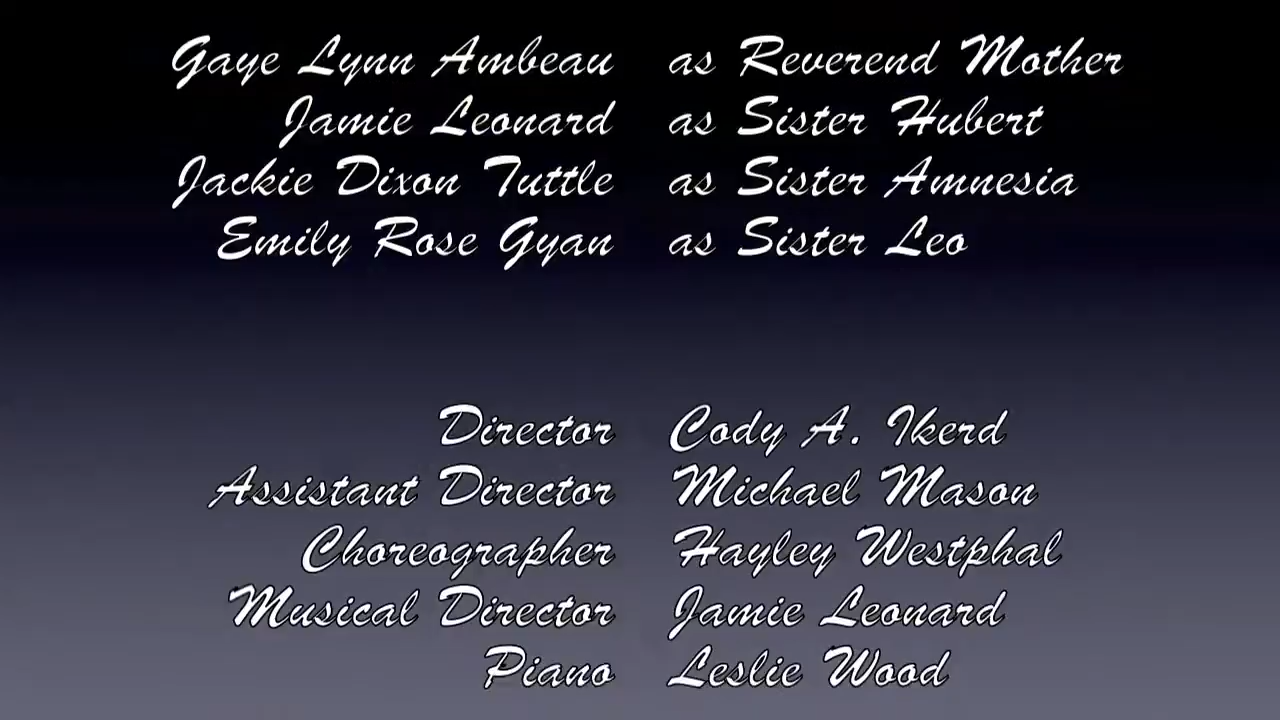 Gaye Lynn Ambeau as Reverend Mother
Jamie Leonard as Sister Hubert
Jackie Dixon Tuttle as Sister Amnesia
Emily Rose Gyan as Sister Leo
Director Cody A. Ikerd
Assistant Director Michael Mason
Choreographer Hayley Westphal
Musical Director Jamie Leonard
Piano Leslie Wood